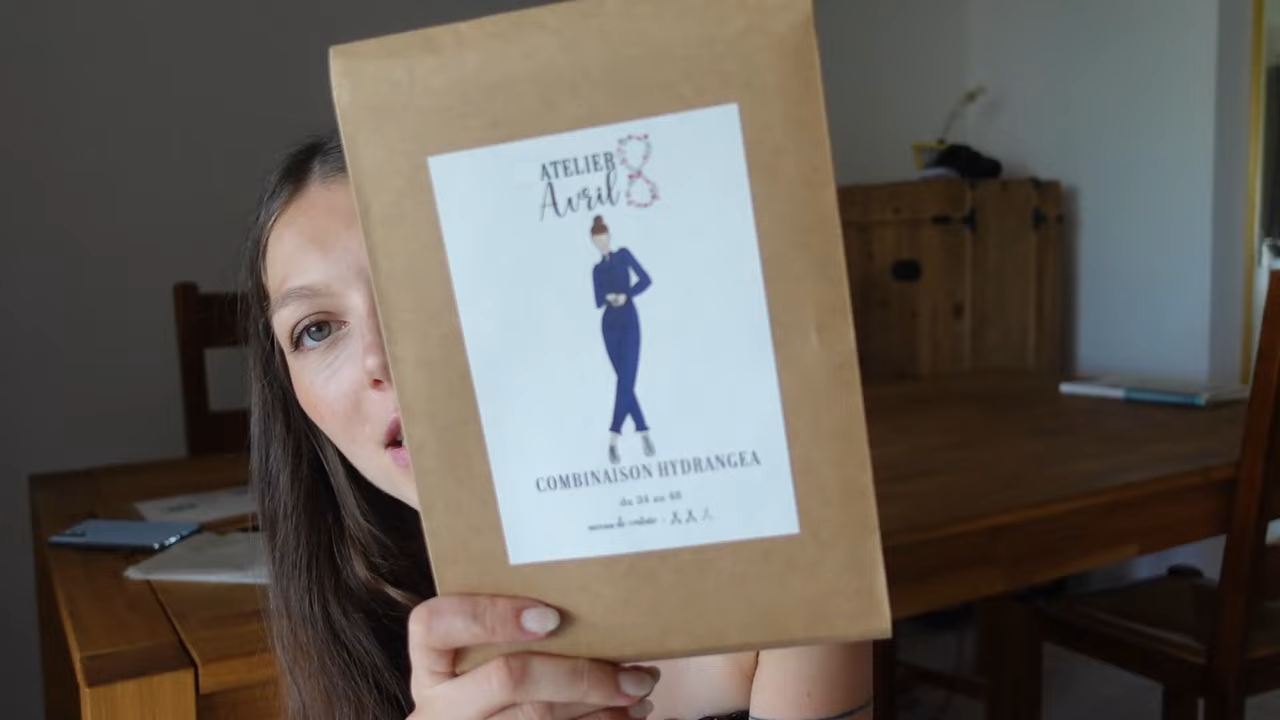 ATELIER
Avril 8
COMBINAISON HYDRANGEA
du 34 au 48
niveau de couture :